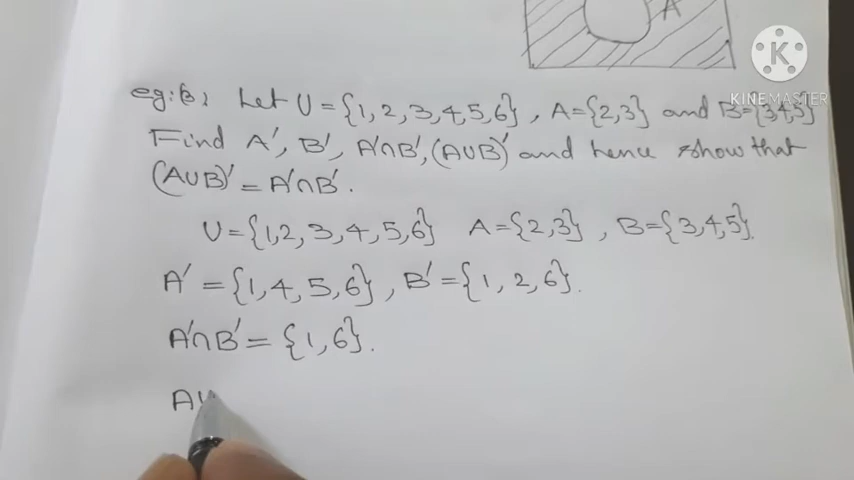 A
K
KINEMASTER
eg:6; Let U = {1, 2, 3, 4, 5, 6}, A = {2, 3} and B = {3, 4, 5}
Find A′, B′, A′∩B′, (A∪B)′ and hence show that
(A∪B)′ = A′∩B′.
U = {1, 2, 3, 4, 5, 6} A = {2, 3}, B = {3, 4, 5}.
A′ = {1, 4, 5, 6}, B′ = {1, 2, 6}.
A′∩B′ = {1, 6}.
A∪